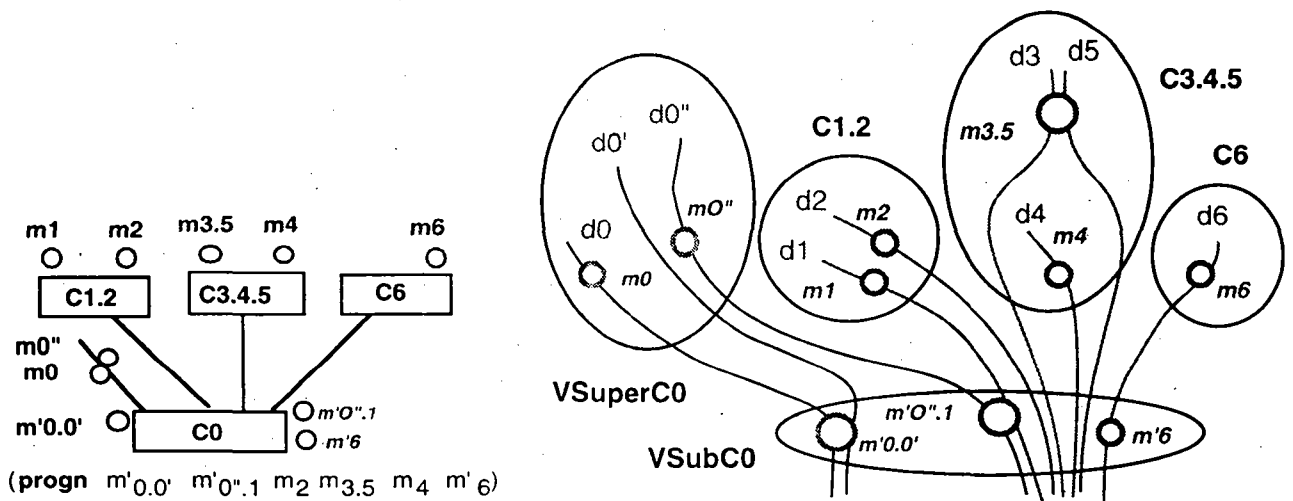 m1 m2 m3.5 m4 m6
C1.2 C3.4.5 C6
m0"
m0
m'0.0' C0 m'O".1
m'6
(progn m'0.0' m'0".1 m2 m3.5 m4 m'6)
d3 d5
C3.4.5
d0" C1.2 m3.5
d0' C6
d2 m2 d4 d6
d0 mO" m4
m0 d1 m1 m6
VSuperC0
m'O".1
VSubC0 m'0.0' m'6